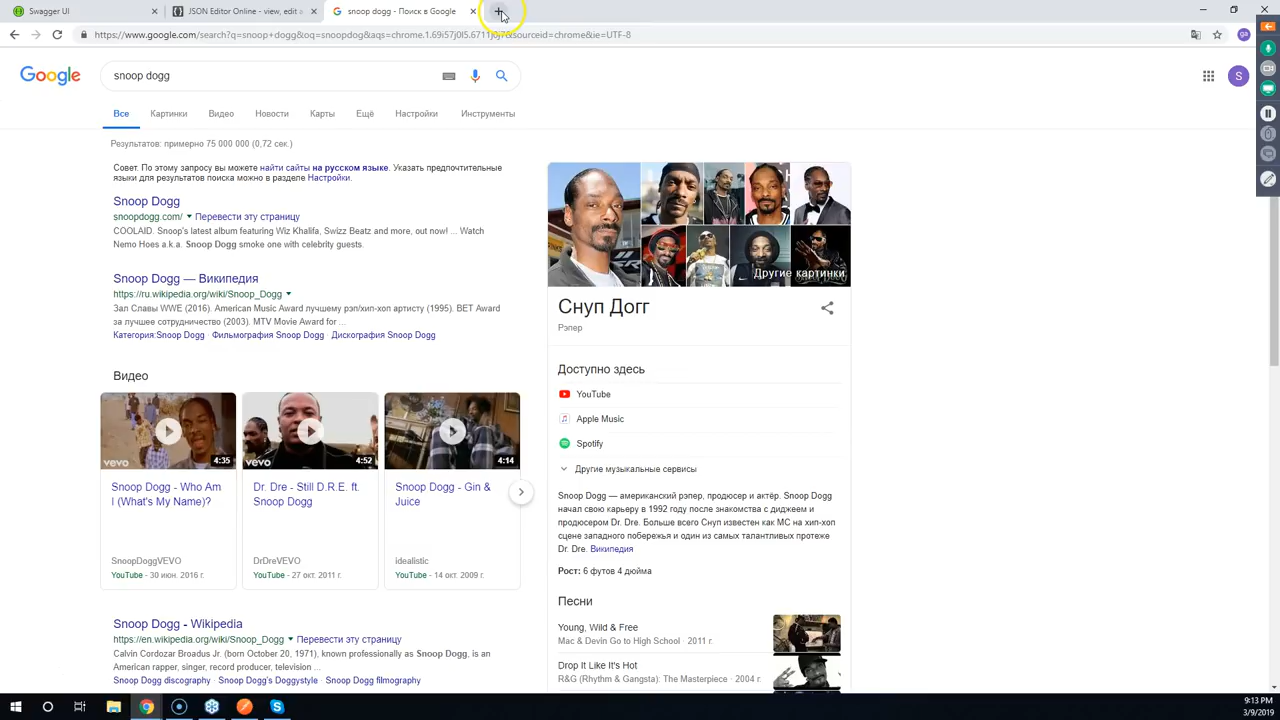 Swagger UI
JSON Editor Online - view, edit a
snoop dogg - Поиск в Google
https://www.google.com/search?q=snoop+dogg&oq=snoopdog&aqs=chrome.1.69i57j0l5.6711j0j7&sourceid=chrome&ie=UTF-8
ga
Google
snoop dogg
S
Все
Картинки
Видео
Новости
Карты
Ещё
Настройки
Инструменты
Результатов: примерно 75 000 000 (0,72 сек.)
Совет. По этому запросу вы можете найти сайты на русском языке. Указать предпочтительные
языки для результатов поиска можно в разделе Настройки.
Snoop Dogg
snoopdogg.com/ Перевести эту страницу
COOLAID. Snoop's latest album featuring Wiz Khalifa, Swizz Beatz and more, out now! ... Watch
Nemo Hoes a.k.a. Snoop Dogg smoke one with celebrity guests.
Snoop Dogg — Википедия
https://ru.wikipedia.org/wiki/Snoop_Dogg
Зал Славы WWE (2016). American Music Award лучшему рэп/хип-хоп артисту (1995). BET Award
за лучшее сотрудничество (2003). MTV Movie Award for ...
Категория:Snoop Dogg · Фильмография Snoop Dogg · Дискография Snoop Dogg
Видео
vevo
4:35
vevo
4:52
4:14
Snoop Dogg - Who Am
I (What's My Name)?
SnoopDoggVEVO
YouTube - 30 июн. 2016 г.
Dr. Dre - Still D.R.E. ft.
Snoop Dogg
DrDreVEVO
YouTube - 27 окт. 2011 г.
Snoop Dogg - Gin &
Juice
idealistic
YouTube - 14 окт. 2009 г.
Snoop Dogg - Wikipedia
https://en.wikipedia.org/wiki/Snoop_Dogg Перевести эту страницу
Calvin Cordozar Broadus Jr. (born October 20, 1971), known professionally as Snoop Dogg, is an
American rapper, singer, record producer, television ...
Snoop Dogg discography · Snoop Dogg's Doggystyle · Snoop Dogg filmography
Другие картинки
Снуп Догг
Рэпер
Доступно здесь
YouTube
Apple Music
Spotify
Другие музыкальные сервисы
Snoop Dogg — американский рэпер, продюсер и актёр. Snoop Dogg
начал свою карьеру в 1992 году после знакомства с диджеем и
продюсером Dr. Dre. Больше всего Снуп известен как MC на хип-хоп
сцене западного побережья и один из самых талантливых протеже
Dr. Dre. Википедия
Рост: 6 футов 4 дюйма
Песни
Young, Wild & Free
Mac & Devin Go to High School · 2011 г.
Drop It Like It's Hot
R&G (Rhythm & Gangsta): The Masterpiece · 2004 г.
9:13 PM
3/9/2019